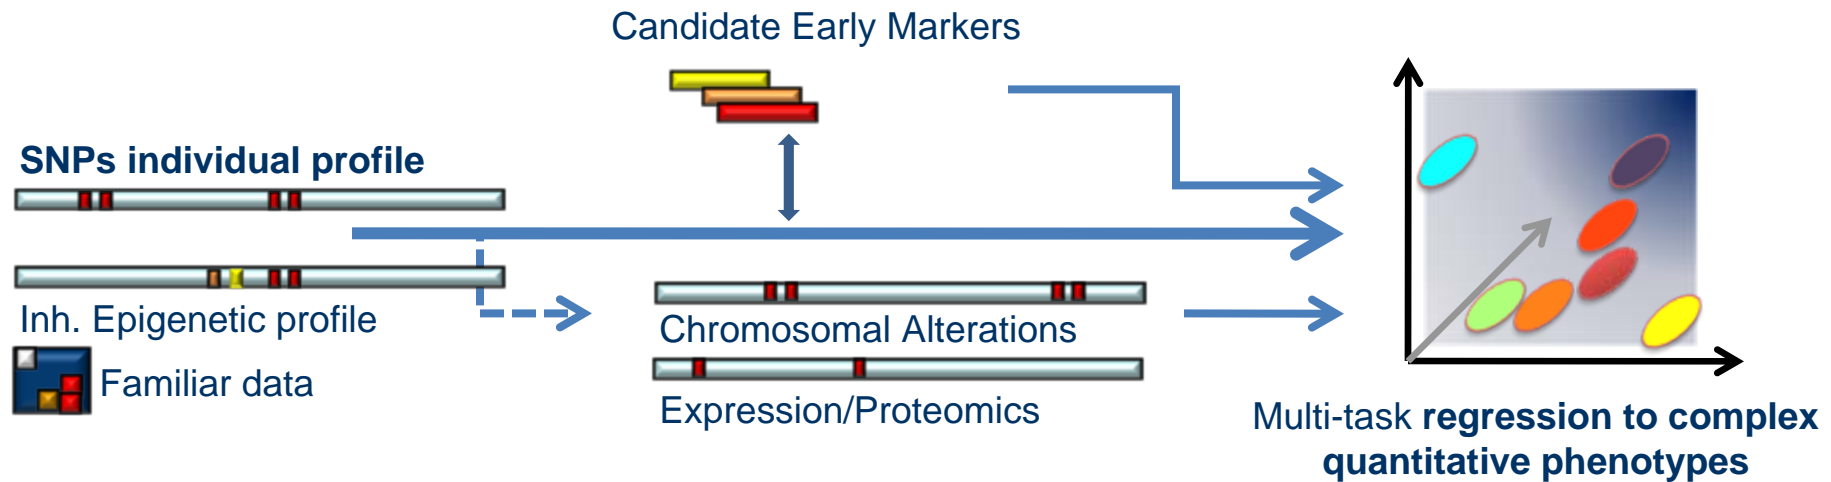 Candidate Early Markers
SNPs individual profile
Inh. Epigenetic profile
Familiar data
Chromosomal Alterations
Expression/Proteomics
Multi-task regression to complex
quantitative phenotypes